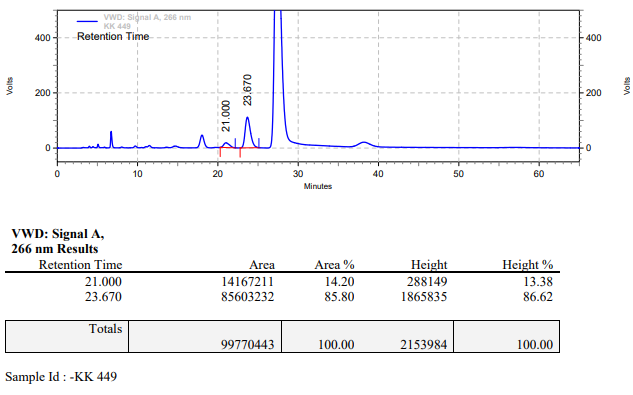 VWD: Signal A, 266 nm
KK 449
Retention Time
400
200
0
Volts
21.000
23.670
400
200
0
Volts
0 10 20 30 40 50 60
Minutes
VWD: Signal A,
266 nm Results
Retention Time Area Area % Height Height %
21.000 14167211 14.20 288149 13.38
23.670 85603232 85.80 1865835 86.62
Totals
99770443 100.00 2153984 100.00
Sample Id : -KK 449